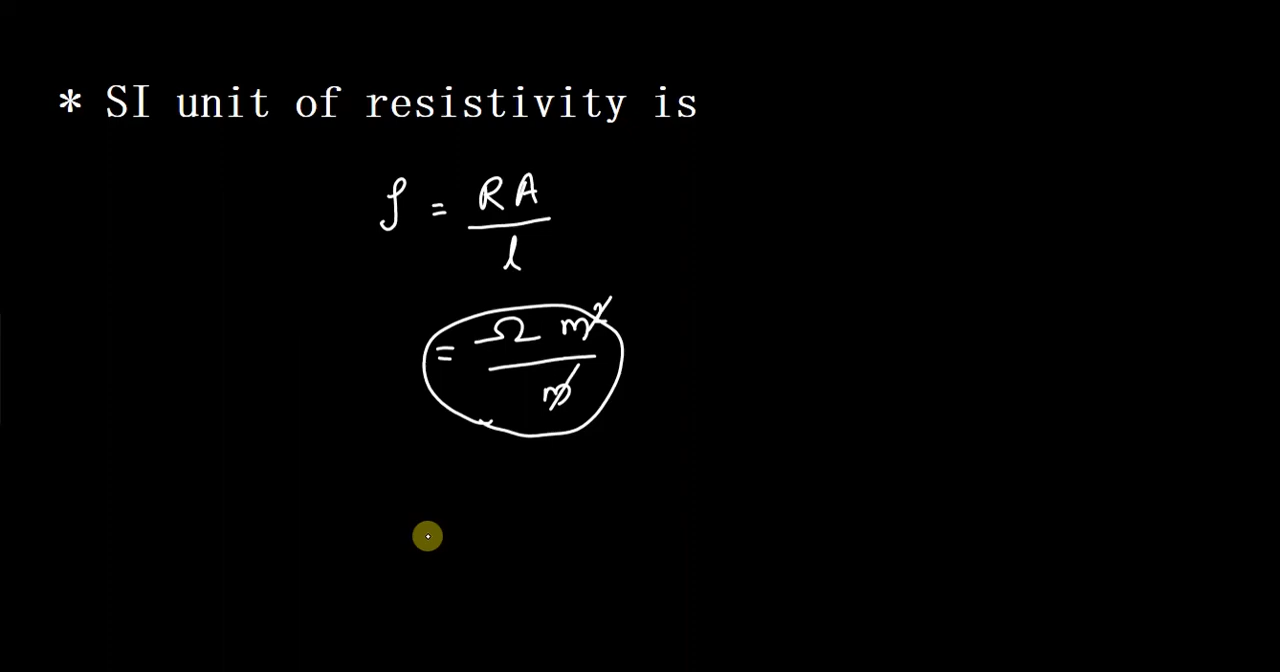 * SI unit of resistivity is
ρ = RA
l
= Ω m²
m